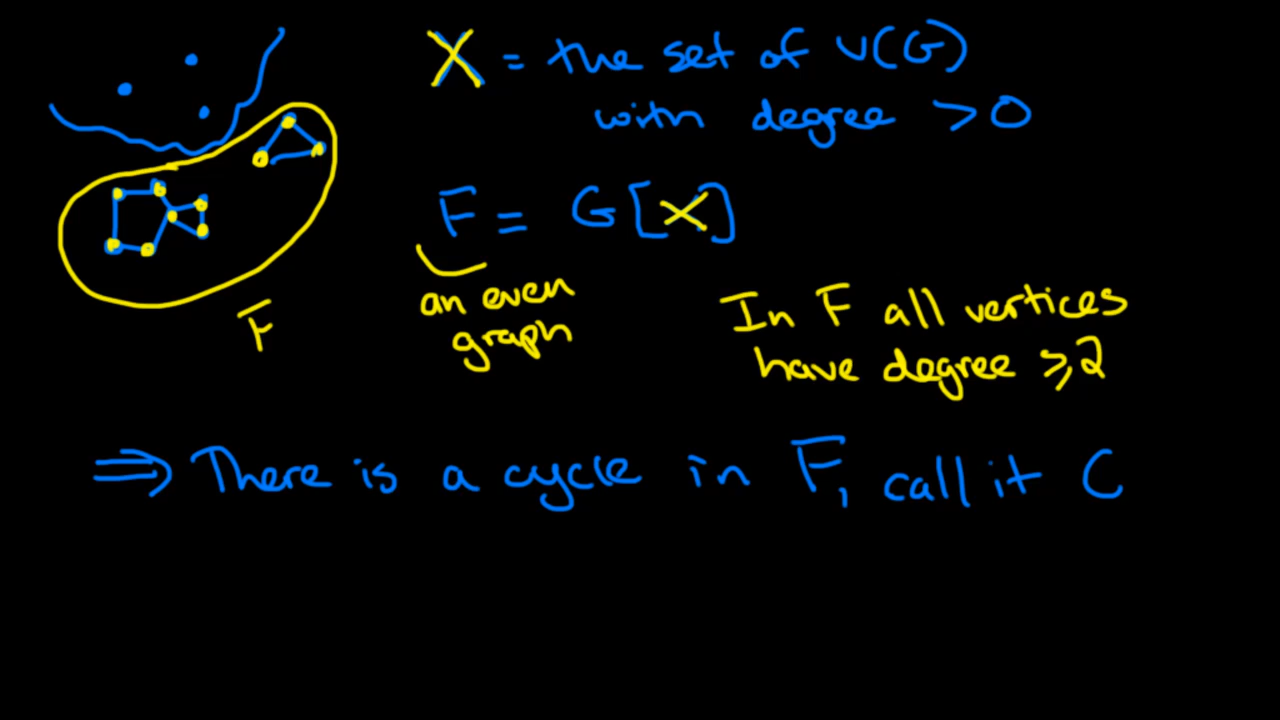 X = the set of V(G)
with degree > 0
F = G[X]
an even
graph
In F all vertices
have degree ⩾ 2
F
⇒ There is a cycle in F, call it C